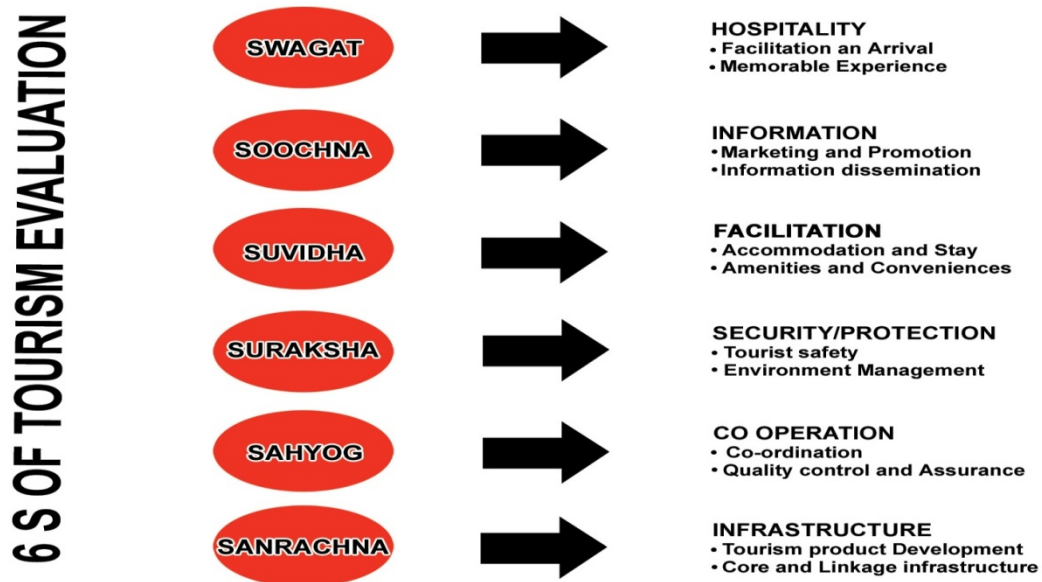 6 S OF TOURISM EVALUATION
SWAGAT
HOSPITALITY
• Facilitation an Arrival
• Memorable Experience
SOOCHNA
INFORMATION
• Marketing and Promotion
• Information dissemination
SUVIDHA
FACILITATION
• Accommodation and Stay
• Amenities and Conveniences
SURAKSHA
SECURITY/PROTECTION
• Tourist safety
• Environment Management
SAHYOG
CO OPERATION
• Co-ordination
• Quality control and Assurance
SANRACHNA
INFRASTRUCTURE
• Tourism product Development
• Core and Linkage infrastructure